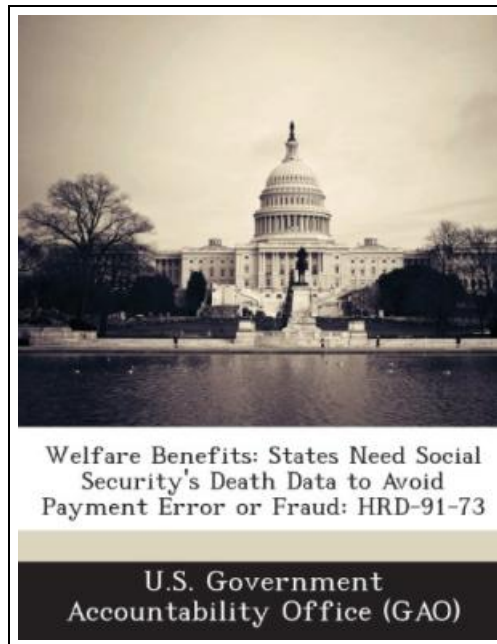 Welfare Benefits: States Need Social
Security's Death Data to Avoid
Payment Error or Fraud: HRD-91-73
U.S. Government
Accountability Office (GAO)